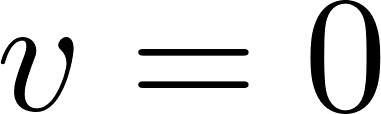 v = 0